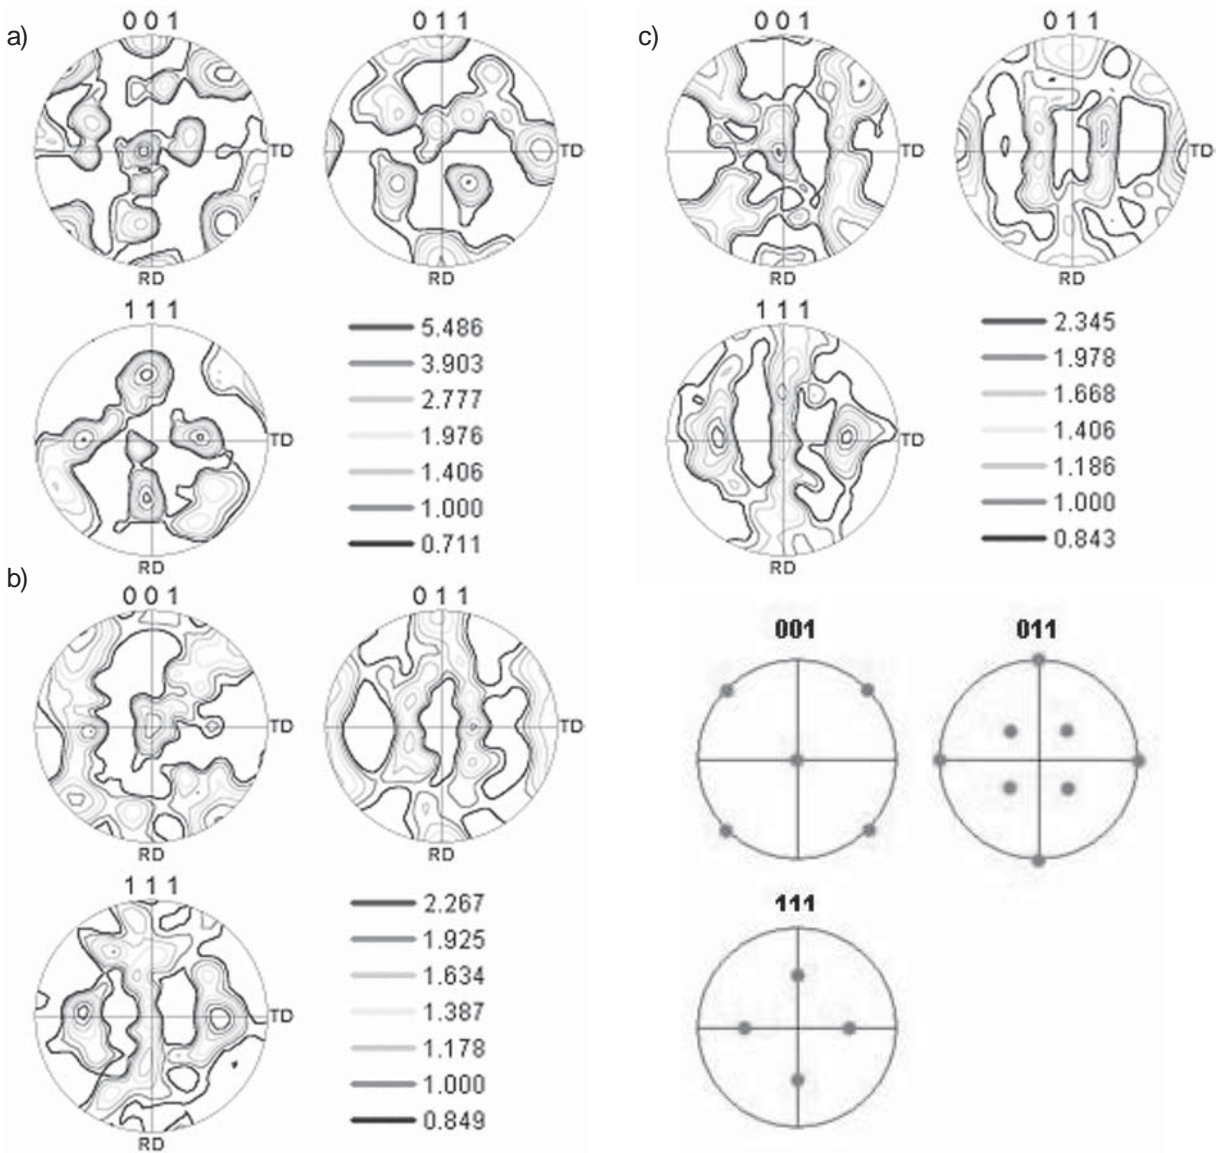 a)
0 0 1
TD
RD
0 1 1
TD
RD
1 1 1
TD
RD
5.486
3.903
2.777
1.976
1.406
1.000
0.711
b)
0 0 1
TD
RD
0 1 1
TD
RD
1 1 1
TD
RD
2.267
1.925
1.634
1.387
1.178
1.000
0.849
c)
0 0 1
TD
RD
0 1 1
TD
RD
1 1 1
TD
RD
2.345
1.978
1.668
1.406
1.186
1.000
0.843
001
011
111